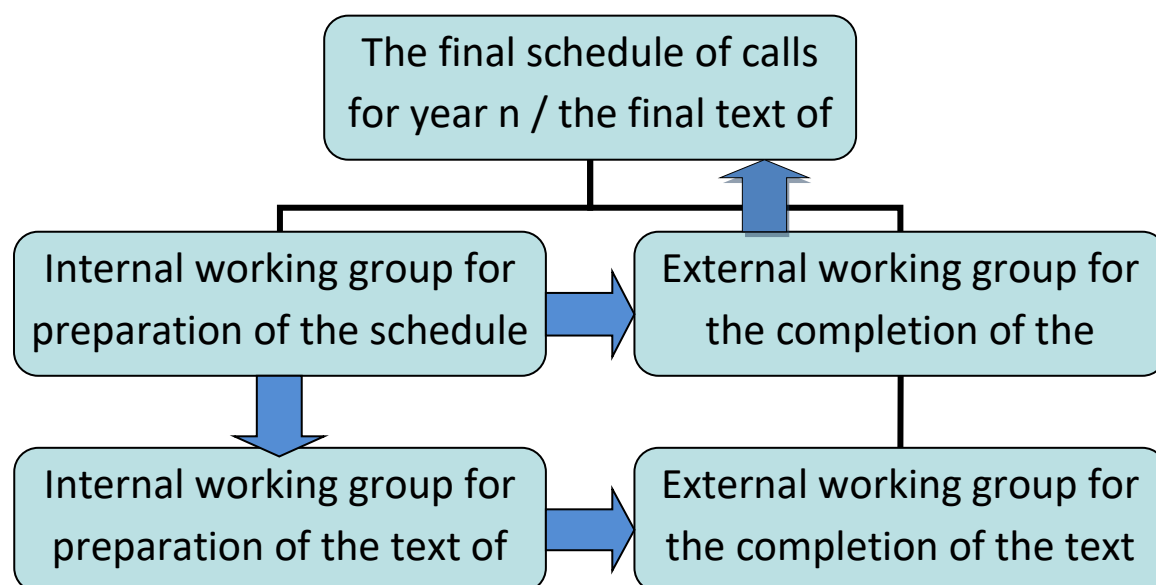 The final schedule of calls
for year n / the final text of
Internal working group for
preparation of the schedule
External working group for
the completion of the
Internal working group for
preparation of the text of
External working group for
the completion of the text